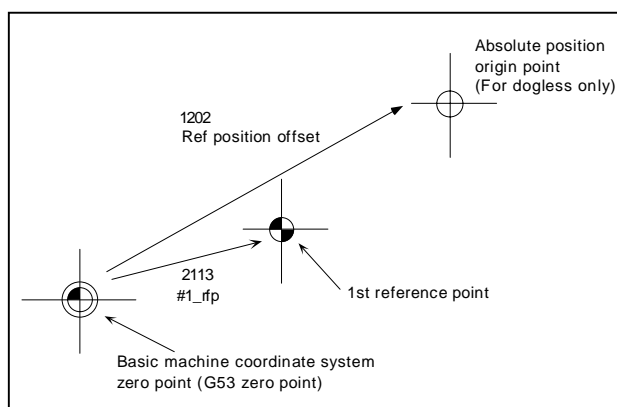 Absolute position
origin point
(For dogless only)
1202
Ref position offset
2113
#1_rfp
1st reference point
Basic machine coordinate system
zero point (G53 zero point)